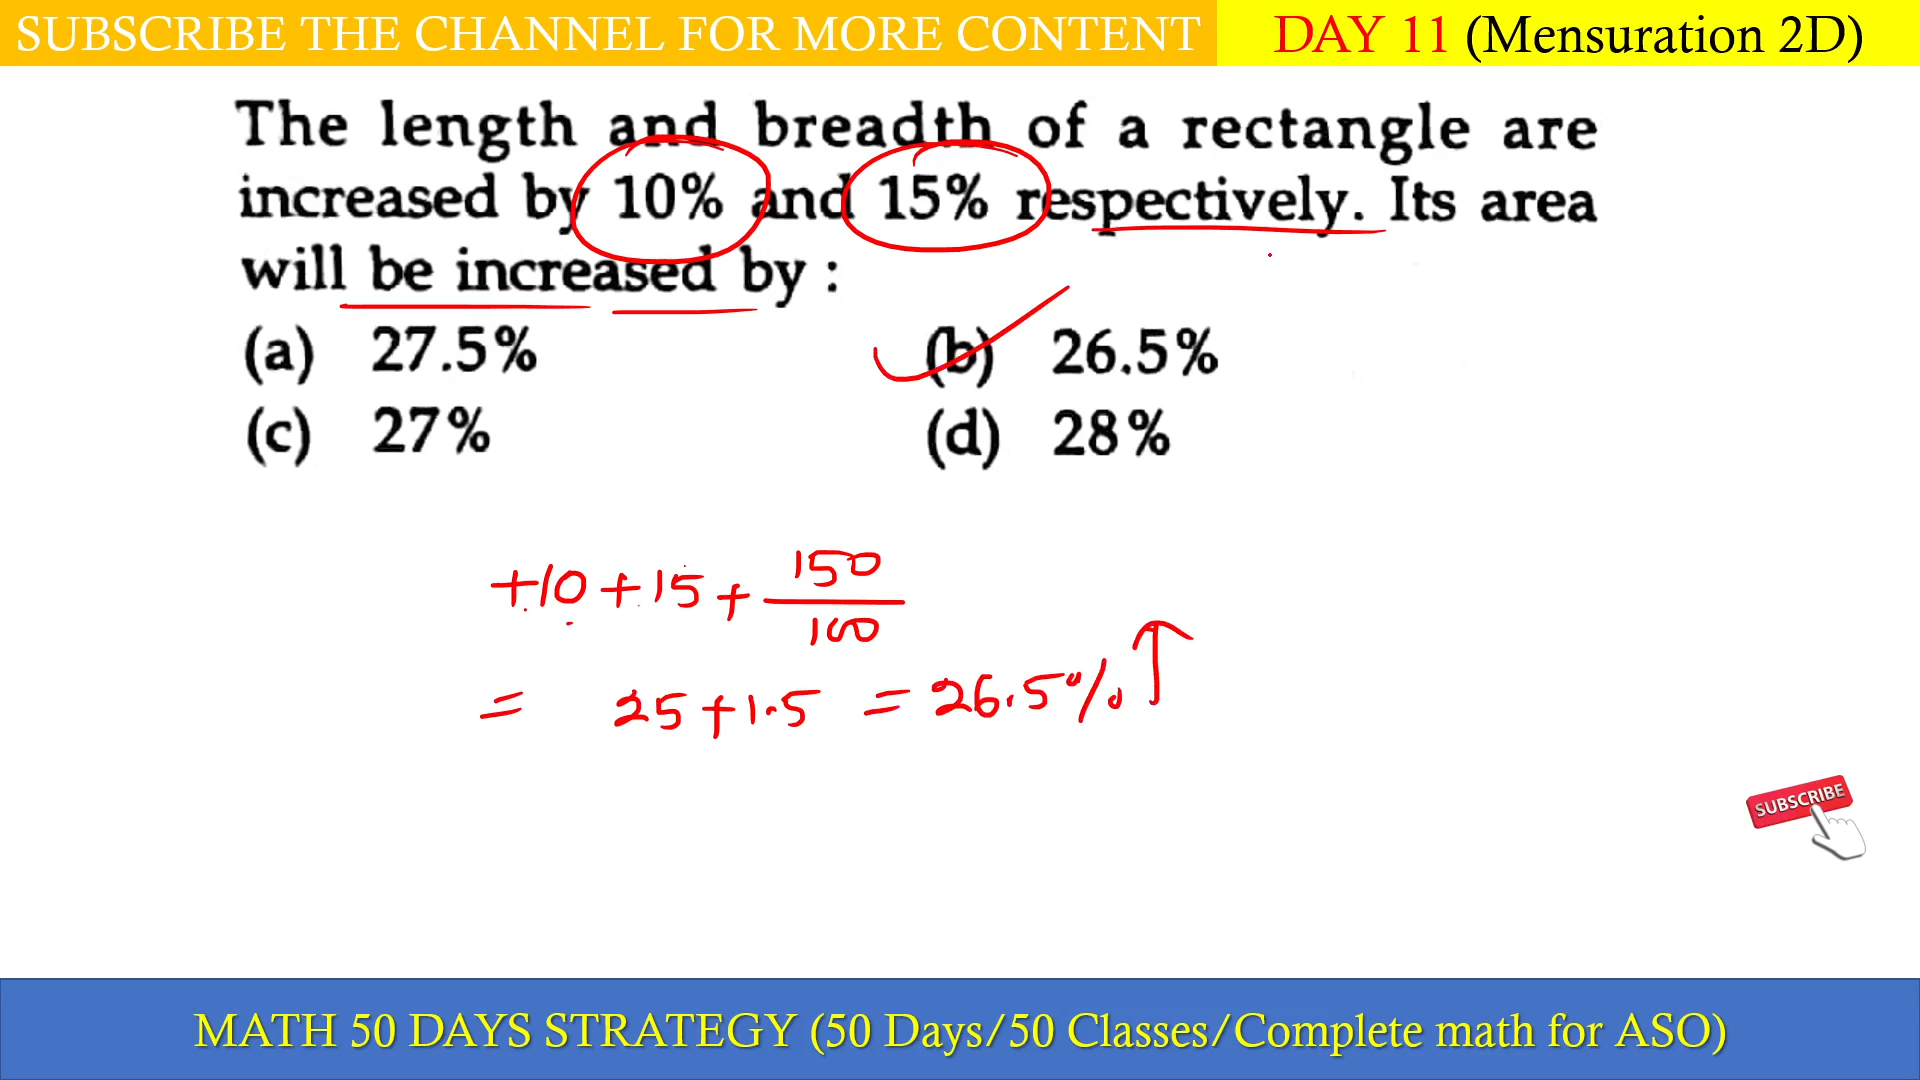 SUBSCRIBE THE CHANNEL FOR MORE CONTENT
DAY 11 (Mensuration 2D)
The length and breadth of a rectangle are
increased by 10% and 15% respectively. Its area
will be increased by :
(a) 27.5% (b) 26.5%
(c) 27% (d) 28%
+10 + 15 + 150/100
= 25 + 1.5 = 26.5% ↑
SUBSCRIBE
MATH 50 DAYS STRATEGY (50 Days/50 Classes/Complete math for ASO)